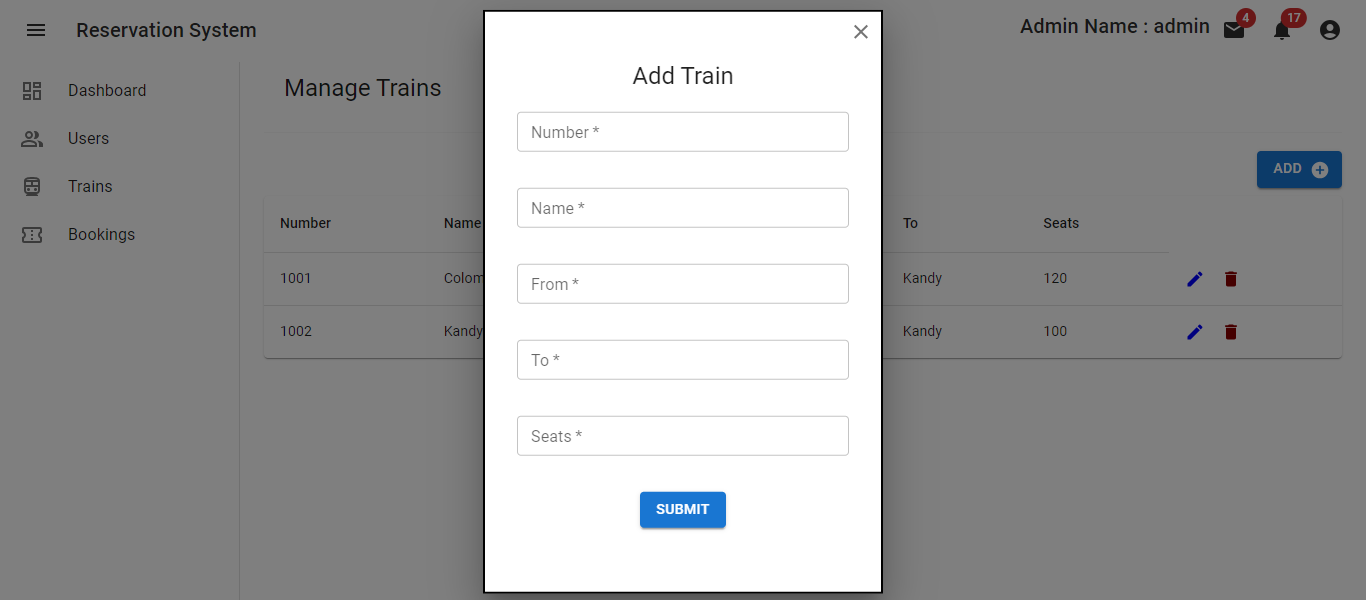 Reservation System
Admin Name : admin
4
17
Dashboard
Users
Trains
Bookings
Manage Trains
ADD
Number Name To Seats
1001 Colom Kandy 120
1002 Kandy Kandy 100
Add Train
Number *
Name *
From *
To *
Seats *
SUBMIT